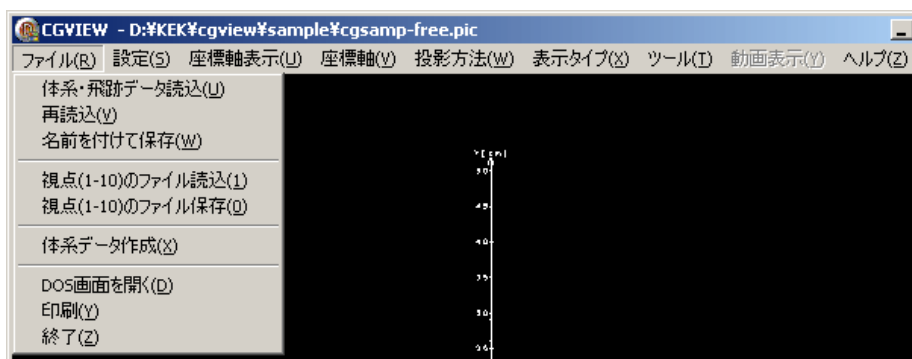 CGVIEW - D:¥KEK¥cgview¥sample¥cgsamp-free.pic
ファイル(R) 設定(S) 座標軸表示(U) 座標軸(V) 投影方法(W) 表示タイプ(X) ツール(T) 動画表示(Y) ヘルプ(Z)
体系・飛跡データ読込(U)
再読込(V)
名前を付けて保存(W)
視点(1-10)のファイル読込(1)
視点(1-10)のファイル保存(0)
体系データ作成(X)
DOS画面を開く(D)
印刷(Y)
終了(Z)
Y[cm]